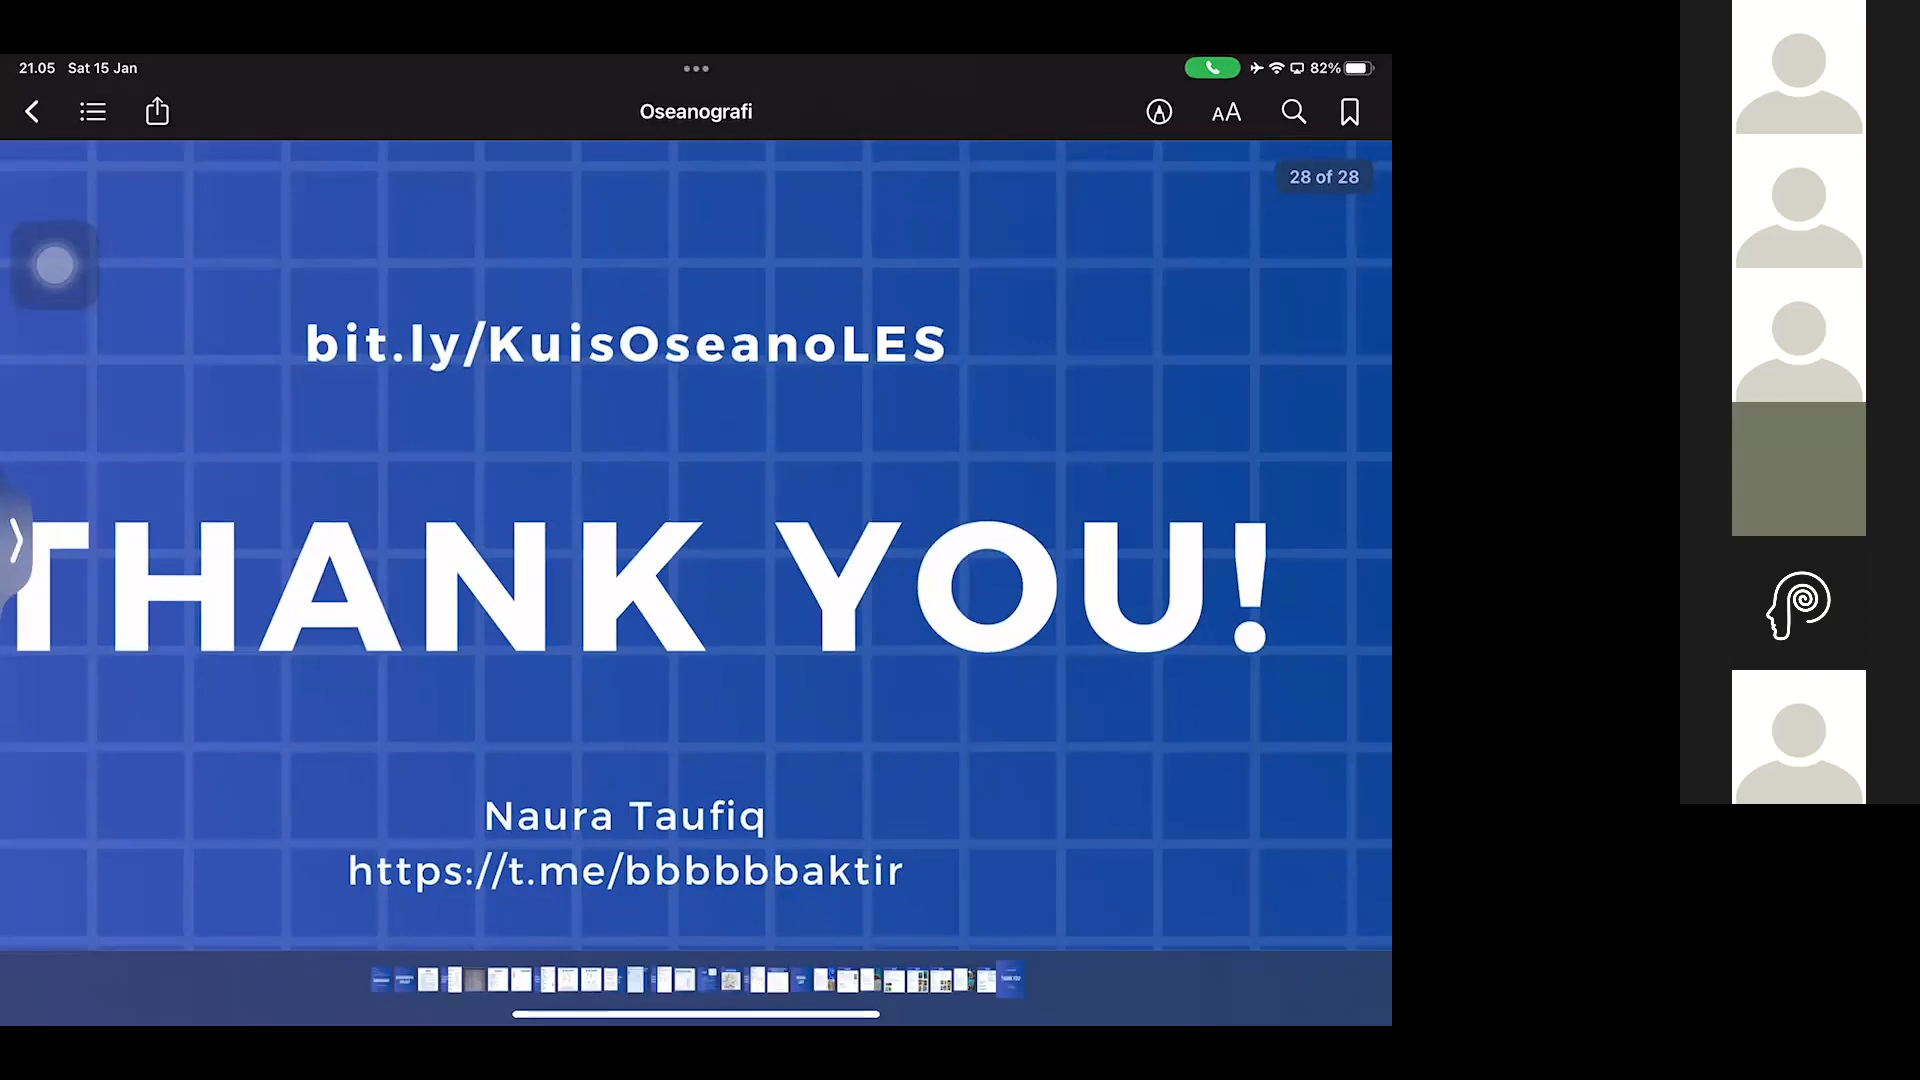 21.05 Sat 15 Jan
82%
Oseanografi
AA
28 of 28
bit.ly/KuisOseanoLES
THANK YOU!
Naura Taufiq
https://t.me/bbbbbbaktir